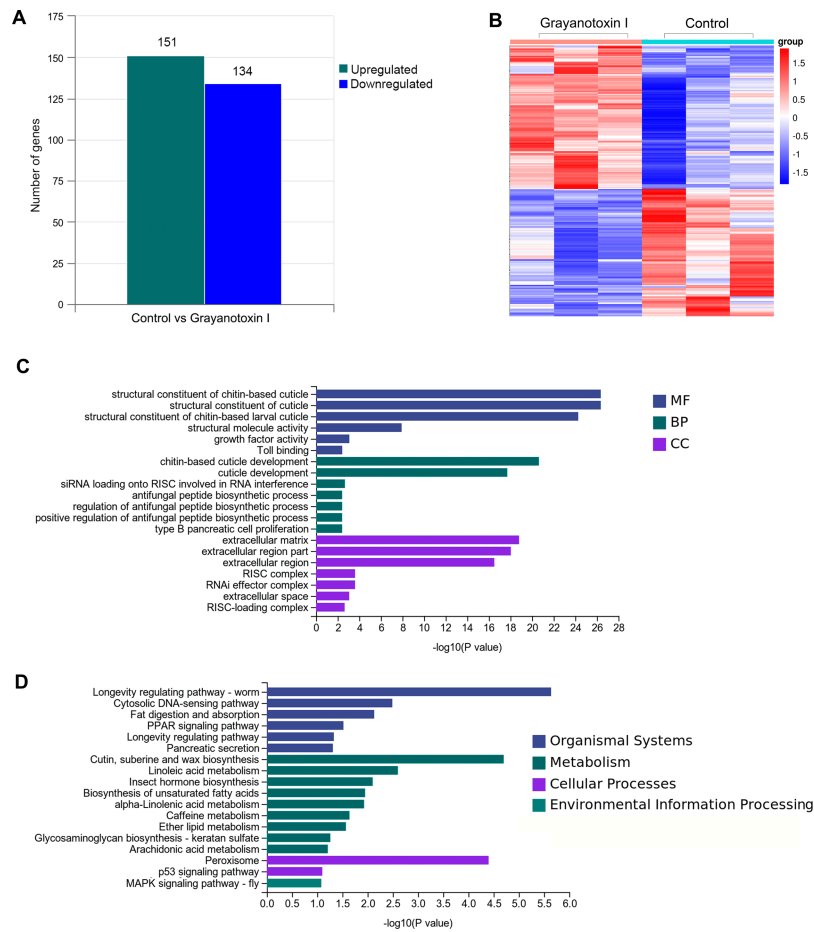 A
175
150
125
100
75
50
25
0
Number of genes
151
134
Control vs Grayanotoxin I
Upregulated
Downregulated
B
Grayanotoxin I
Control
group
1.5
1
0.5
0
-0.5
-1
-1.5
C
structural constituent of chitin-based cuticle
structural constituent of cuticle
structural constituent of chitin-based larval cuticle
structural molecule activity
growth factor activity
Toll binding
chitin-based cuticle development
cuticle development
siRNA loading onto RISC involved in RNA interference
antifungal peptide biosynthetic process
regulation of antifungal peptide biosynthetic process
positive regulation of antifungal peptide biosynthetic process
type B pancreatic cell proliferation
extracellular matrix
extracellular region part
extracellular region
RISC complex
RNAi effector complex
extracellular space
RISC-loading complex
0 2 4 6 8 10 12 14 16 18 20 22 24 26 28
-log10(P value)
MF
BP
CC
D
Longevity regulating pathway - worm
Cytosolic DNA-sensing pathway
Fat digestion and absorption
PPAR signaling pathway
Longevity regulating pathway
Pancreatic secretion
Cutin, suberine and wax biosynthesis
Linoleic acid metabolism
Insect hormone biosynthesis
Biosynthesis of unsaturated fatty acids
alpha-Linolenic acid metabolism
Caffeine metabolism
Ether lipid metabolism
Glycosaminoglycan biosynthesis - keratan sulfate
Arachidonic acid metabolism
Peroxisome
p53 signaling pathway
MAPK signaling pathway - fly
0.0 0.5 1.0 1.5 2.0 2.5 3.0 3.5 4.0 4.5 5.0 5.5 6.0
-log10(P value)
Organismal Systems
Metabolism
Cellular Processes
Environmental Information Processing